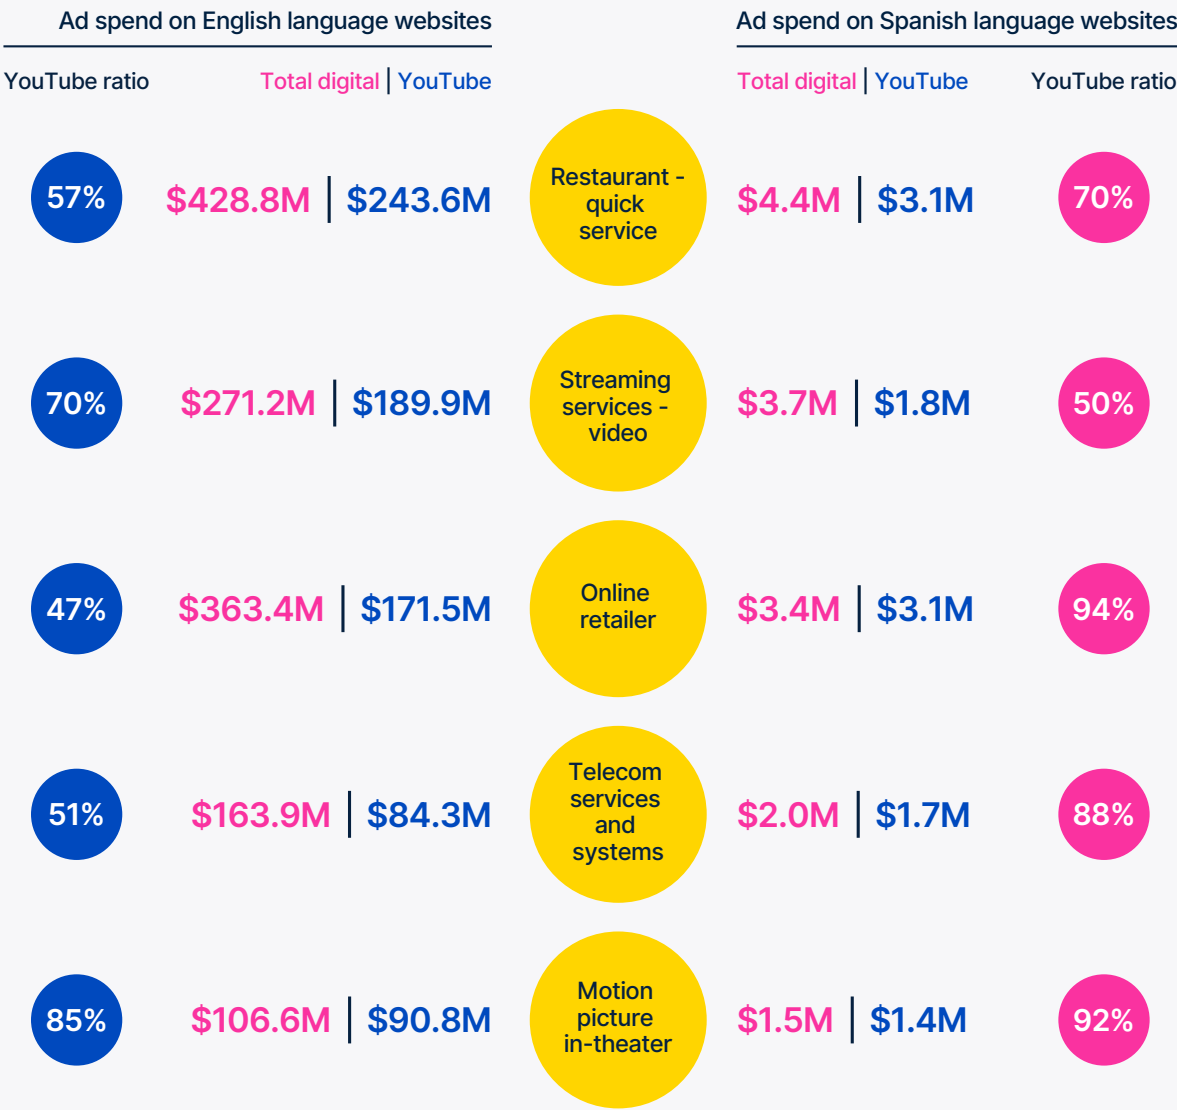 Ad spend on English language websites
Ad spend on Spanish language websites
YouTube ratio
Total digital | YouTube
Total digital | YouTube
YouTube ratio
57%
$428.8M | $243.6M
Restaurant -
quick
service
$4.4M | $3.1M
70%
70%
$271.2M | $189.9M
Streaming
services -
video
$3.7M | $1.8M
50%
47%
$363.4M | $171.5M
Online
retailer
$3.4M | $3.1M
94%
51%
$163.9M | $84.3M
Telecom
services
and
systems
$2.0M | $1.7M
88%
85%
$106.6M | $90.8M
Motion
picture
in-theater
$1.5M | $1.4M
92%